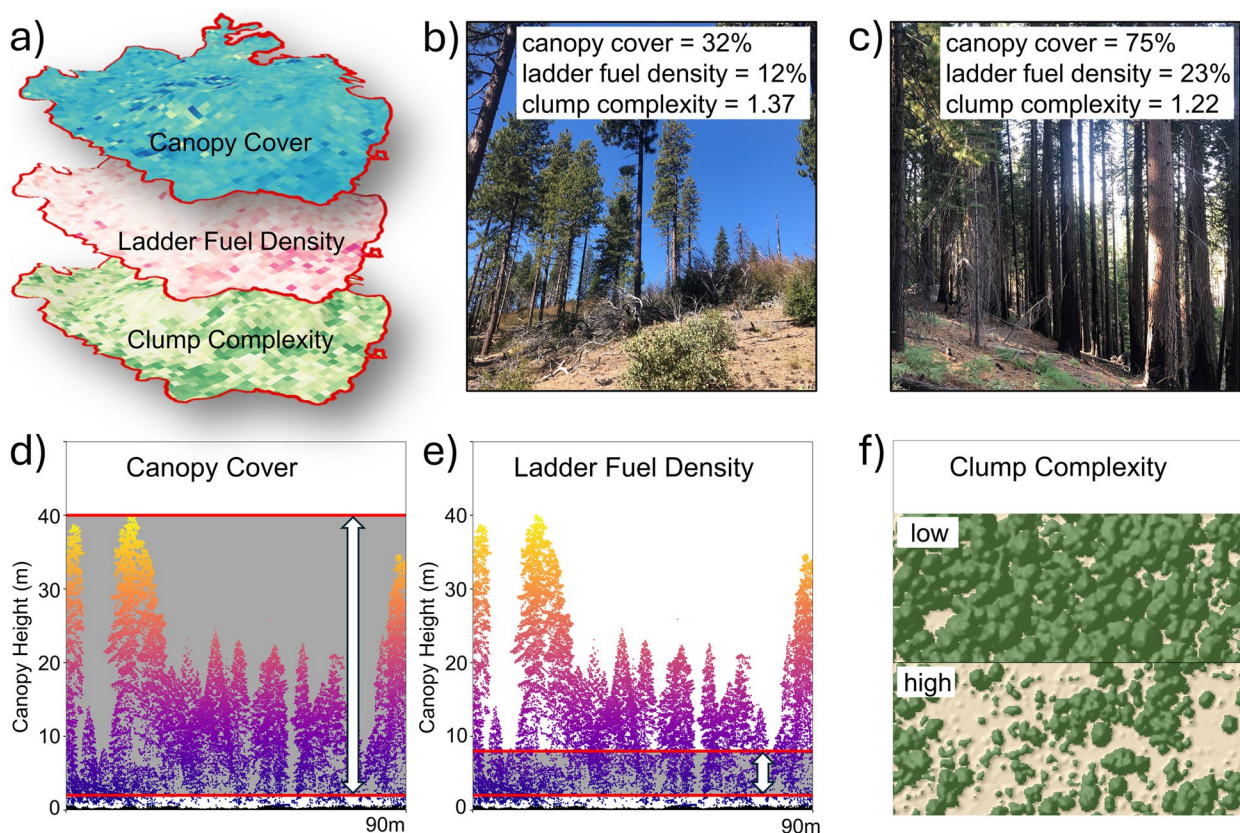 a)
Canopy Cover
Ladder Fuel Density
Clump Complexity
b)
canopy cover = 32%
ladder fuel density = 12%
clump complexity = 1.37
c)
canopy cover = 75%
ladder fuel density = 23%
clump complexity = 1.22
d)
Canopy Cover
Canopy Height (m)
40
30
20
10
0
90m
e)
Ladder Fuel Density
Canopy Height (m)
40
30
20
10
0
90m
f)
Clump Complexity
low
high